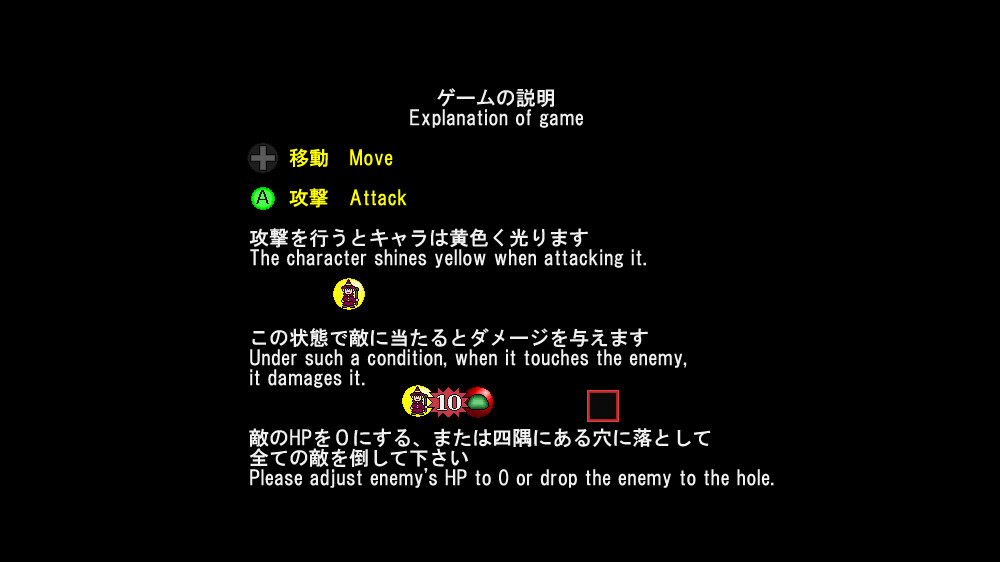 ゲームの説明
Explanation of game
移動 Move
A 攻撃 Attack
攻撃を行うとキャラは黄色く光ります
The character shines yellow when attacking it.
この状態で敵に当たるとダメージを与えます
Under such a condition, when it touches the enemy,
it damages it.
10
敵のHPを0にする、または四隅にある穴に落として
全ての敵を倒して下さい
Please adjust enemy's HP to 0 or drop the enemy to the hole.